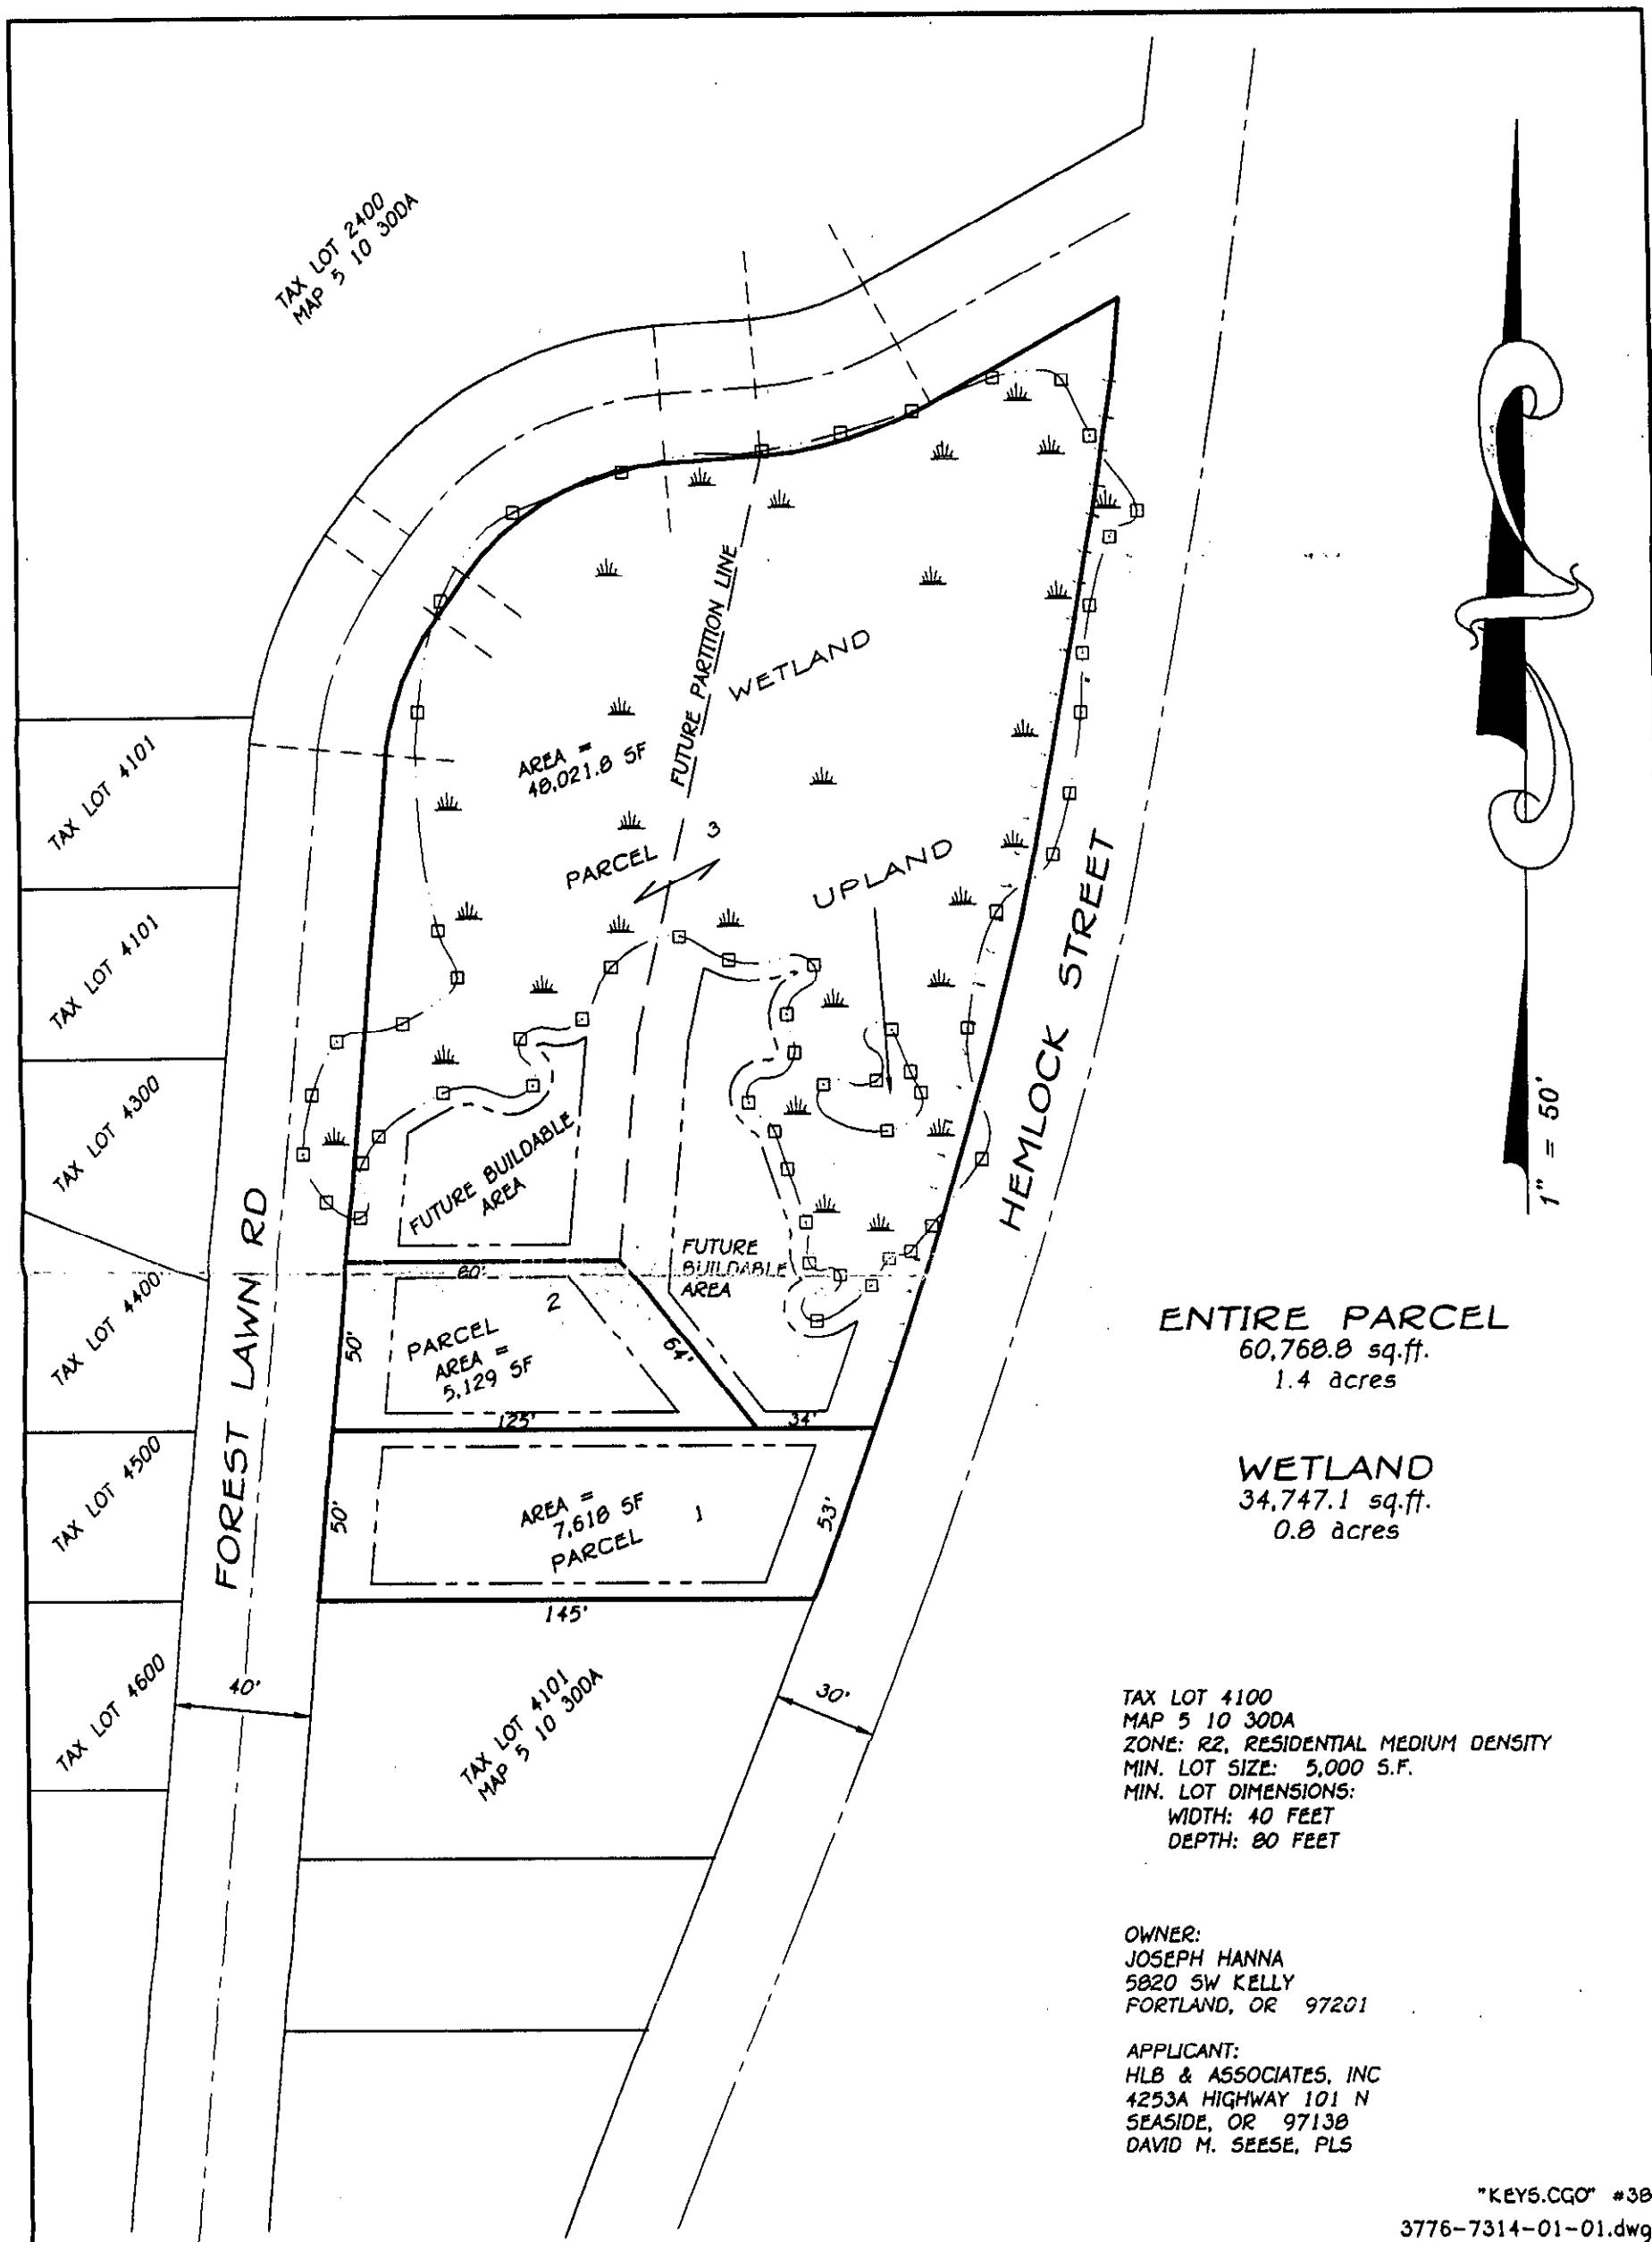 TAX LOT 2400
MAP 5 10 30DA
TAX LOT 4101
TAX LOT 4101
TAX LOT 4300
TAX LOT 4400
TAX LOT 4500
TAX LOT 4600
FOREST LAWN RD
HEMLOCK STREET
FUTURE PARTITION LINE
WETLAND
AREA =
48,021.8 SF
PARCEL 3
UPLAND
FUTURE BUILDABLE
AREA
FUTURE
BUILDABLE
AREA
80'
50'
2
PARCEL
AREA =
5,129 SF
64'
125'
34'
50'
AREA =
7,618 SF
PARCEL 1
53'
145'
40'
30'
TAX LOT 4101
MAP 5 10 30DA
1" = 50'
ENTIRE PARCEL
60,768.8 sq.ft.
1.4 acres
WETLAND
34,747.1 sq.ft.
0.8 acres
TAX LOT 4100
MAP 5 10 30DA
ZONE: R2, RESIDENTIAL MEDIUM DENSITY
MIN. LOT SIZE: 5,000 S.F.
MIN. LOT DIMENSIONS:
WIDTH: 40 FEET
DEPTH: 80 FEET
OWNER:
JOSEPH HANNA
5820 SW KELLY
PORTLAND, OR 97201
APPLICANT:
HLB & ASSOCIATES, INC
4253A HIGHWAY 101 N
SEASIDE, OR 97138
DAVID M. SEESE, PLS
"KEYS.CGO" #38
3776-7314-01-01.dwg